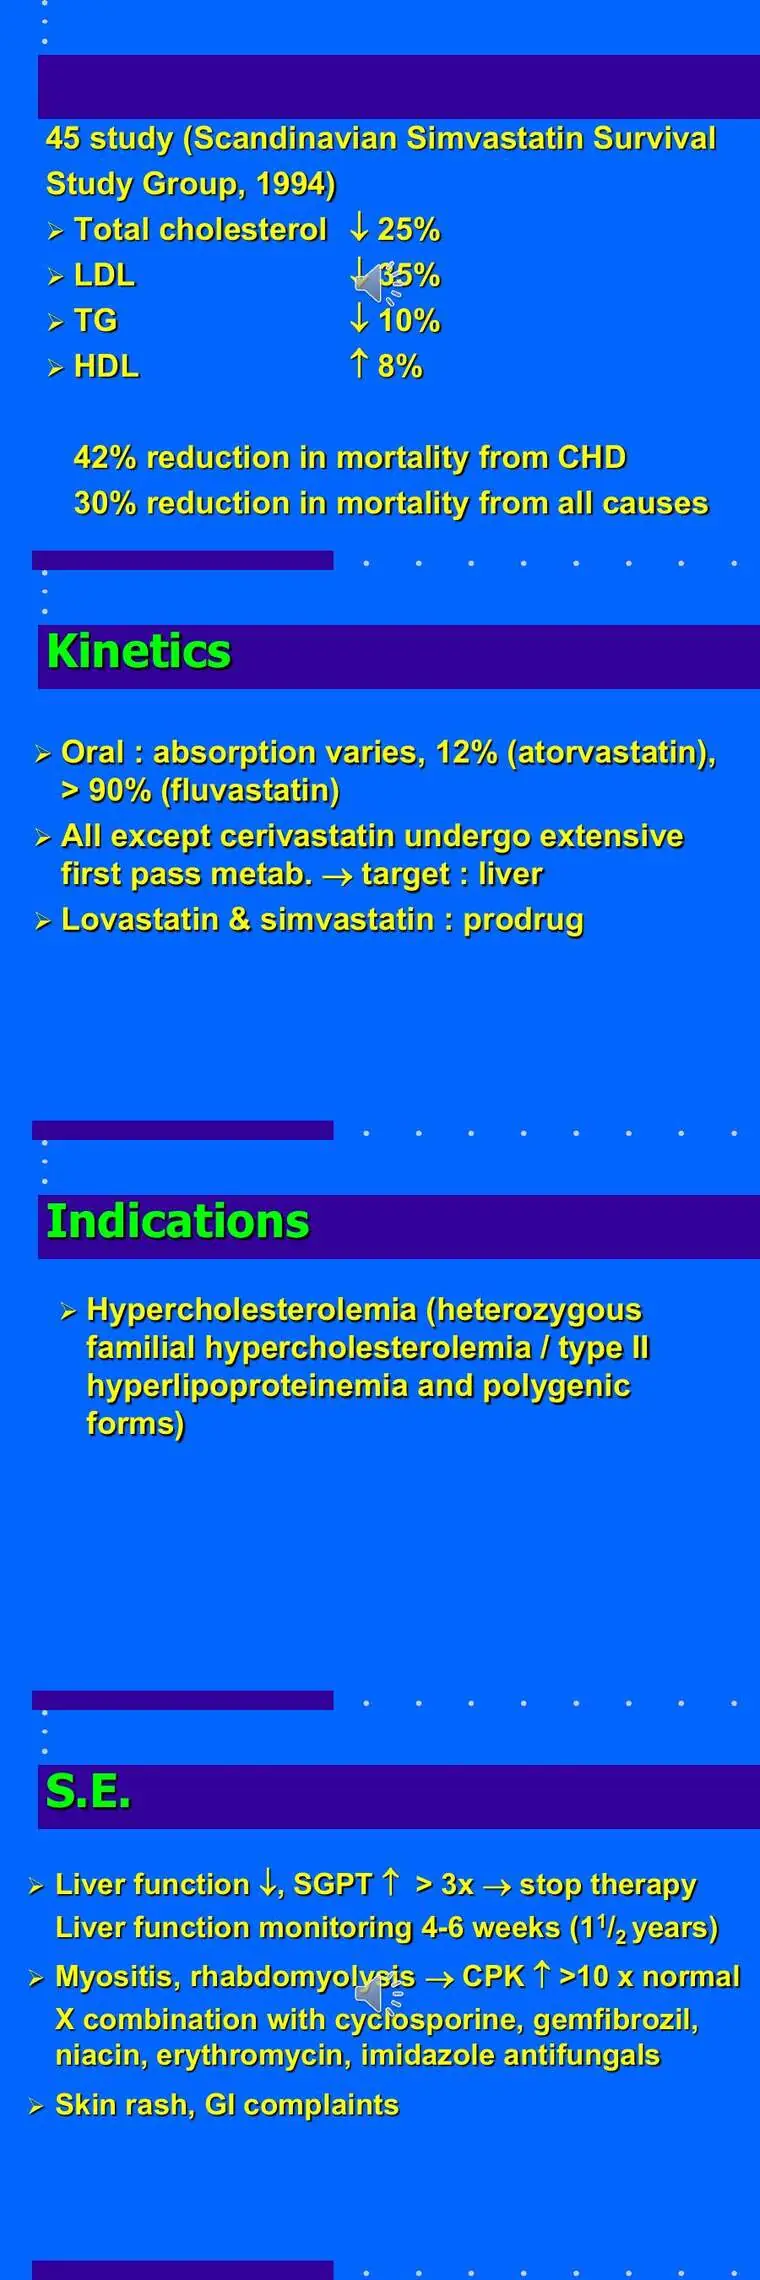 45 study (Scandinavian Simvastatin Survival
Study Group, 1994)
➢ Total cholesterol ↓ 25%
➢ LDL ↓ 35%
➢ TG ↓ 10%
➢ HDL ↑ 8%
42% reduction in mortality from CHD
30% reduction in mortality from all causes
Kinetics
➢ Oral : absorption varies, 12% (atorvastatin),
> 90% (fluvastatin)
➢ All except cerivastatin undergo extensive
first pass metab. → target : liver
➢ Lovastatin & simvastatin : prodrug
Indications
➢ Hypercholesterolemia (heterozygous
familial hypercholesterolemia / type II
hyperlipoproteinemia and polygenic
forms)
S.E.
➢ Liver function ↓, SGPT ↑ > 3x → stop therapy
Liver function monitoring 4-6 weeks (1 1/2 years)
➢ Myositis, rhabdomyolysis → CPK ↑ >10 x normal
X combination with cyclosporine, gemfibrozil,
niacin, erythromycin, imidazole antifungals
➢ Skin rash, GI complaints